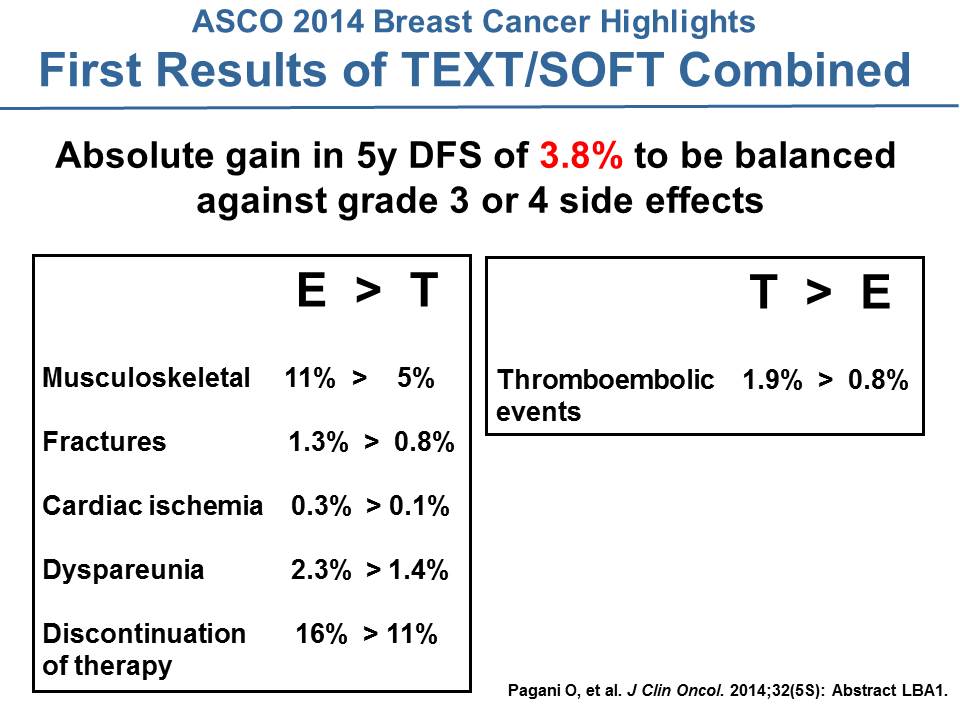 ASCO 2014 Breast Cancer Highlights
First Results of TEXT/SOFT Combined
Absolute gain in 5y DFS of 3.8% to be balanced
against grade 3 or 4 side effects
E > T
Musculoskeletal 11% > 5%
Fractures 1.3% > 0.8%
Cardiac ischemia 0.3% > 0.1%
Dyspareunia 2.3% > 1.4%
Discontinuation 16% > 11%
of therapy
T > E
Thromboembolic 1.9% > 0.8%
events
Pagani O, et al. J Clin Oncol. 2014;32(5S): Abstract LBA1.